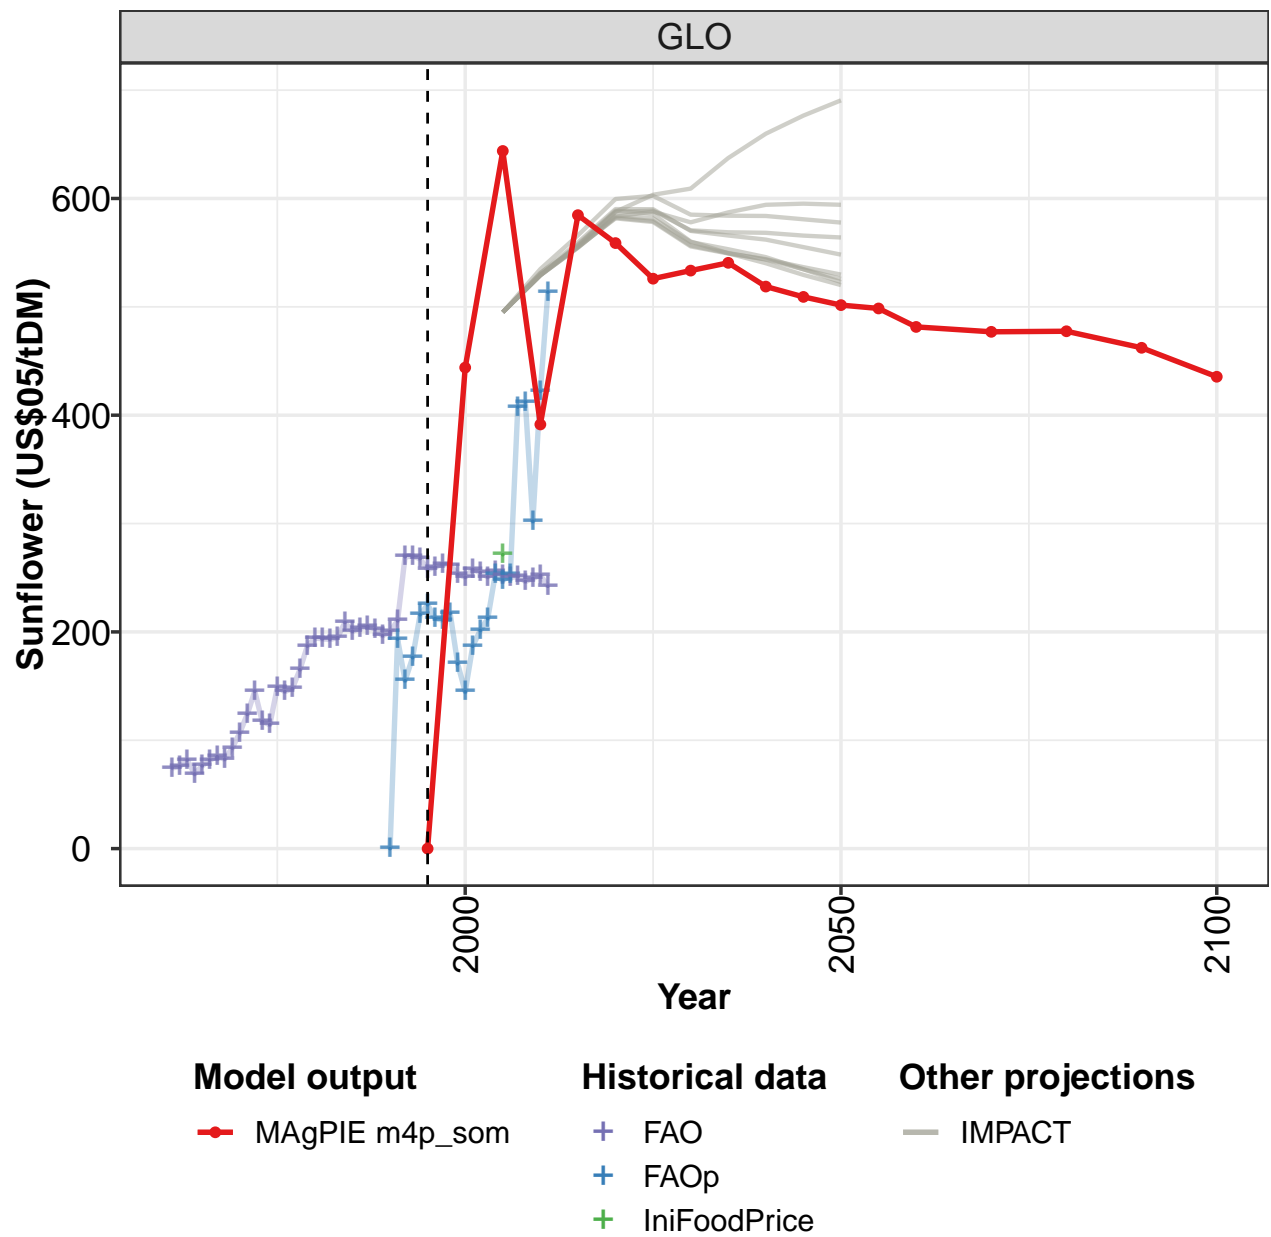 GLO
Sunflower (US$05/tDM)
600
400
200
0
2000
2050
2100
Year
Model output
MAgPIE m4p_som
Historical data
FAO
FAOp
IniFoodPrice
Other projections
IMPACT